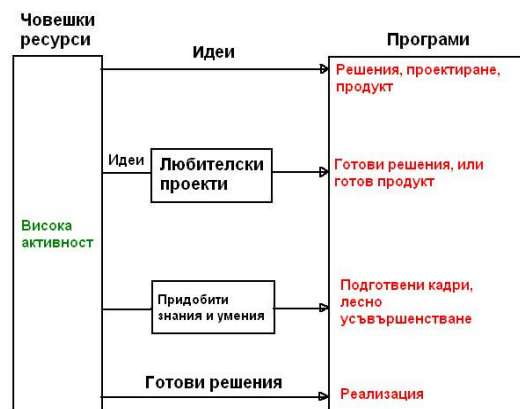 Човешки
ресурси
Идеи
Програми
Решения, проектиране,
продукт
Идеи
Любителски
проекти
Готови решения, или
готов продукт
Висока
активност
Придобити
знания и умения
Подготвени кадри,
лесно
усъвършенстване
Готови решения
Реализация